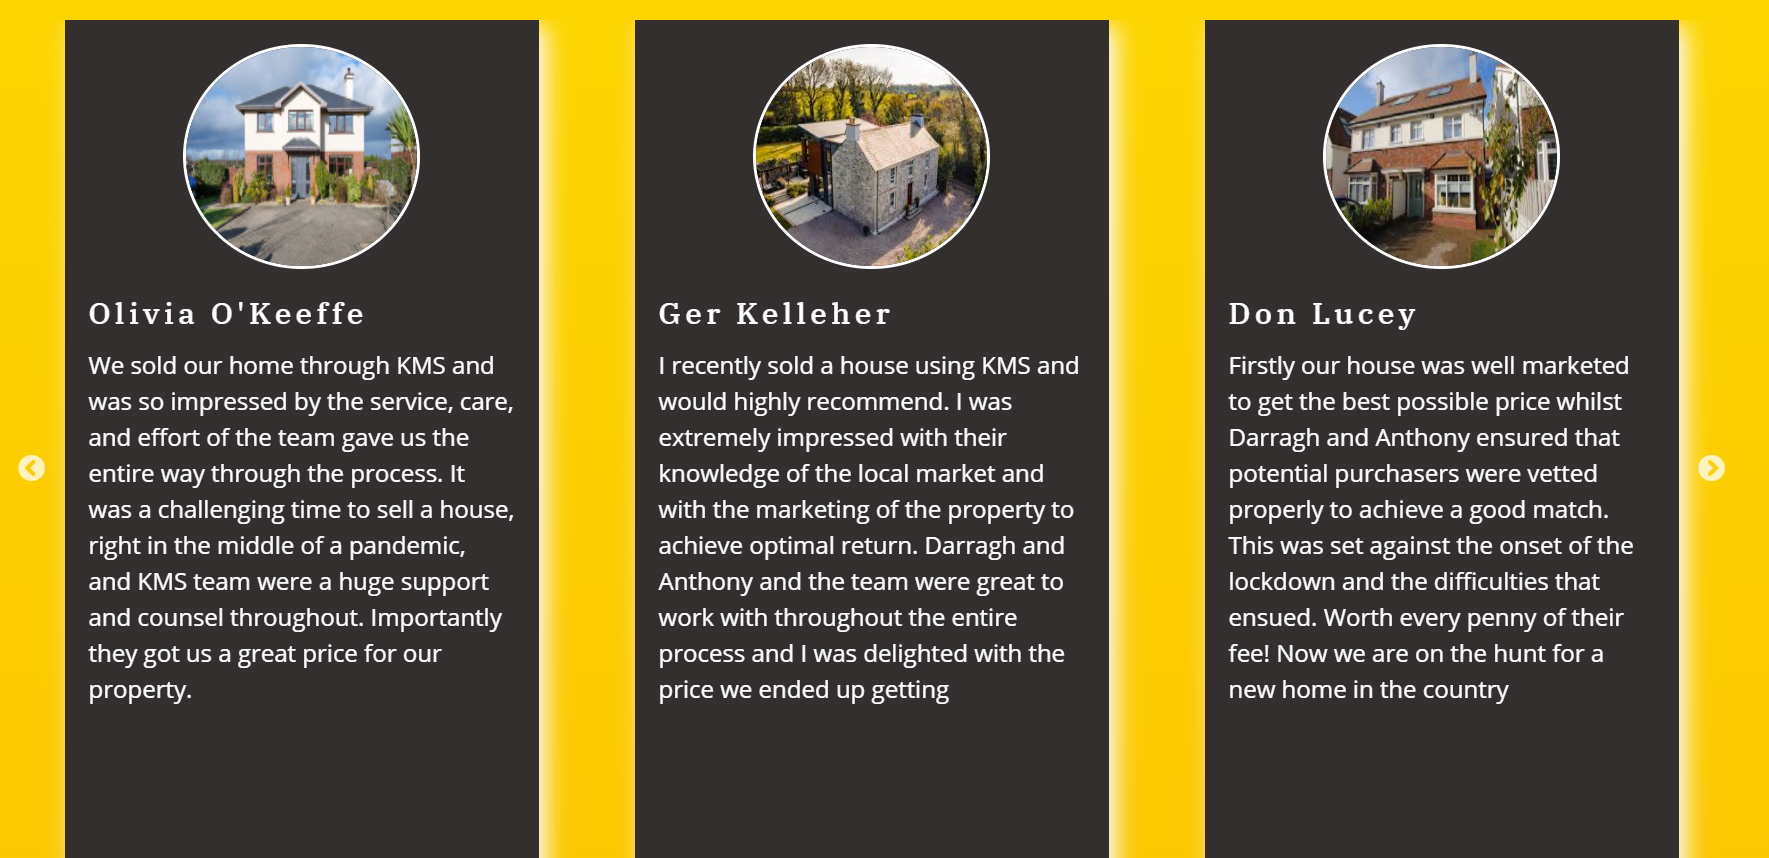 Olivia O'Keeffe
We sold our home through KMS and
was so impressed by the service, care,
and effort of the team gave us the
entire way through the process. It
was a challenging time to sell a house,
right in the middle of a pandemic,
and KMS team were a huge support
and counsel throughout. Importantly
they got us a great price for our
property.
Ger Kelleher
I recently sold a house using KMS and
would highly recommend. I was
extremely impressed with their
knowledge of the local market and
with the marketing of the property to
achieve optimal return. Darragh and
Anthony and the team were great to
work with throughout the entire
process and I was delighted with the
price we ended up getting
Don Lucey
Firstly our house was well marketed
to get the best possible price whilst
Darragh and Anthony ensured that
potential purchasers were vetted
properly to achieve a good match.
This was set against the onset of the
lockdown and the difficulties that
ensued. Worth every penny of their
fee! Now we are on the hunt for a
new home in the country